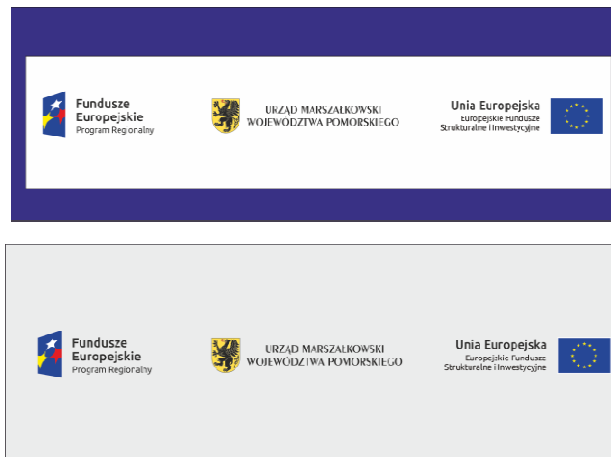 Fundusze
Europejskie
Program Regionalny
URZĄD MARSZAŁKOWSKI
WOJEWÓDZTWA POMORSKIEGO
Unia Europejska
Europejskie Fundusze
Strukturalne i Inwestycyjne
Fundusze
Europejskie
Program Regionalny
URZĄD MARSZAŁKOWSKI
WOJEWÓDZTWA POMORSKIEGO
Unia Europejska
Europejskie Fundusze
Strukturalne i Inwestycyjne